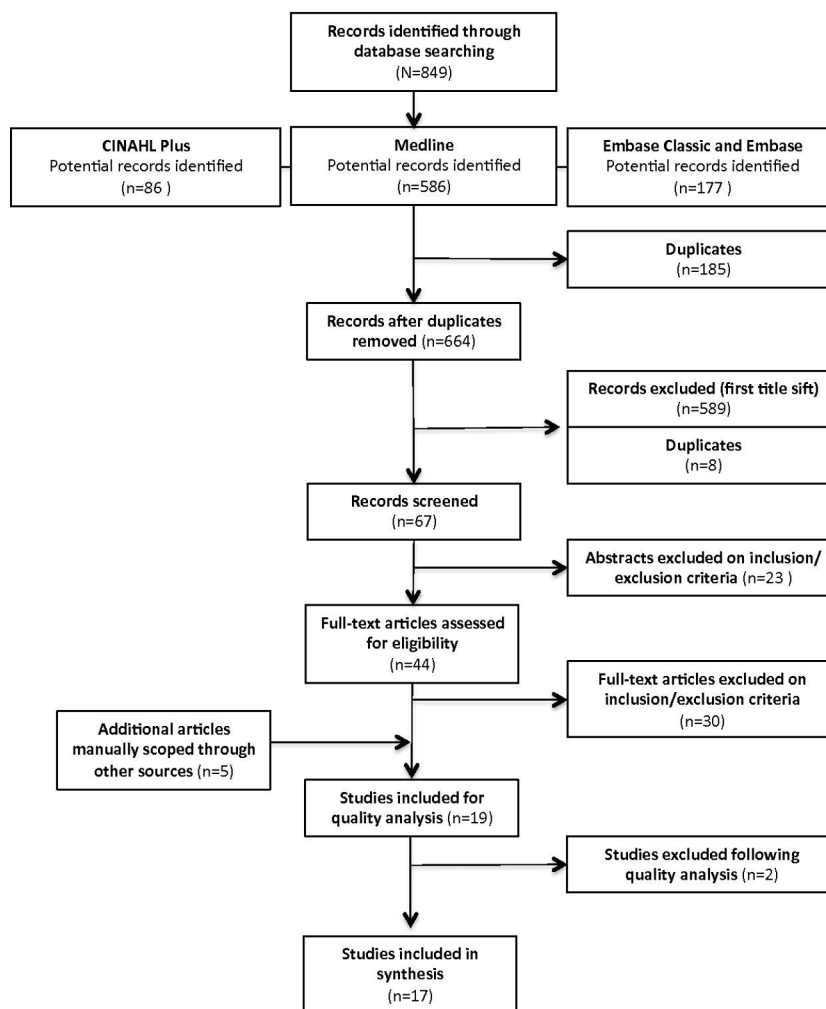 Records identified through
database searching
(N=849)
CINAHL Plus
Potential records identified
(n=86 )
Medline
Potential records identified
(n=586)
Embase Classic and Embase
Potential records identified
(n=177 )
Duplicates
(n=185)
Records after duplicates
removed (n=664)
Records excluded (first title sift)
(n=589)
Duplicates
(n=8)
Records screened
(n=67)
Abstracts excluded on inclusion/
exclusion criteria (n=23 )
Full-text articles assessed
for eligibility
(n=44)
Full-text articles excluded on
inclusion/exclusion criteria
(n=30)
Additional articles
manually scoped through
other sources (n=5)
Studies included for
quality analysis (n=19)
Studies excluded following
quality analysis (n=2)
Studies included in
synthesis
(n=17)